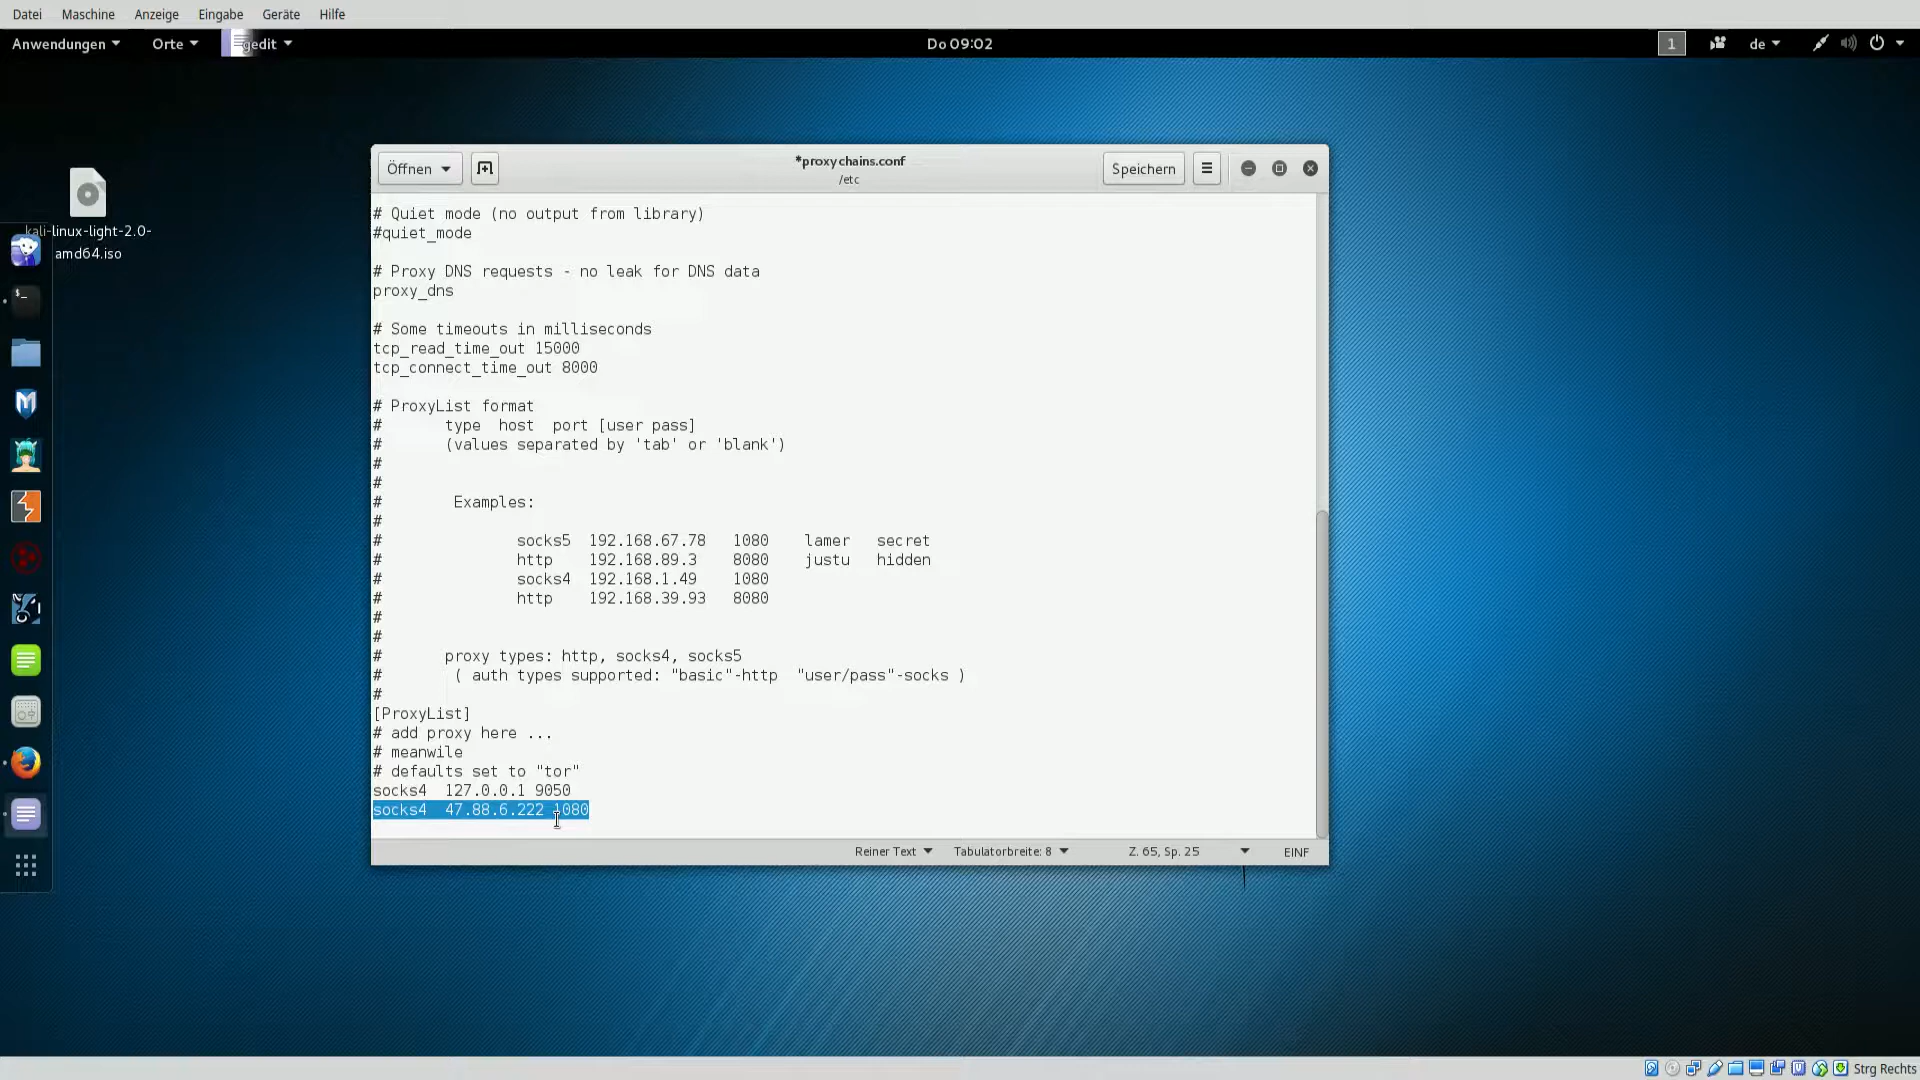 Datei Maschine Anzeige Eingabe Geräte Hilfe
Anwendungen Orte gedit Do 09:02 1 de
kali-linux-light-2.0-
amd64.iso
Öffnen *proxychains.conf Speichern
/etc
# Quiet mode (no output from library)
#quiet_mode
# Proxy DNS requests - no leak for DNS data
proxy_dns
# Some timeouts in milliseconds
tcp_read_time_out 15000
tcp_connect_time_out 8000
# ProxyList format
# type host port [user pass]
# (values separated by 'tab' or 'blank')
#
#
# Examples:
#
# socks5 192.168.67.78 1080 lamer secret
# http 192.168.89.3 8080 justu hidden
# socks4 192.168.1.49 1080
# http 192.168.39.93 8080
#
#
# proxy types: http, socks4, socks5
# ( auth types supported: "basic"-http "user/pass"-socks )
#
[ProxyList]
# add proxy here ...
# meanwile
# defaults set to "tor"
socks4 127.0.0.1 9050
socks4 47.88.6.222 1080
Reiner Text Tabulatorbreite: 8 Z. 65, Sp. 25 EINF
Strg Rechts